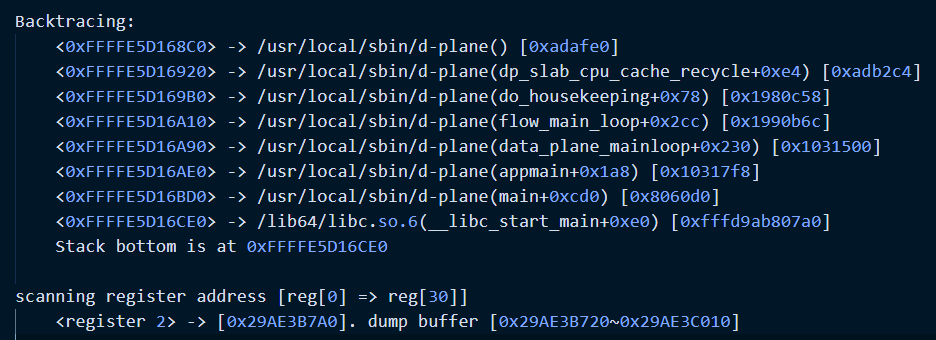 Backtracing:
<0xFFFFE5D168C0> -> /usr/local/sbin/d-plane() [0xadafe0]
<0xFFFFE5D16920> -> /usr/local/sbin/d-plane(dp_slab_cpu_cache_recycle+0xe4) [0xadb2c4]
<0xFFFFE5D169B0> -> /usr/local/sbin/d-plane(do_housekeeping+0x78) [0x1980c58]
<0xFFFFE5D16A10> -> /usr/local/sbin/d-plane(flow_main_loop+0x2cc) [0x1990b6c]
<0xFFFFE5D16A90> -> /usr/local/sbin/d-plane(data_plane_mainloop+0x230) [0x1031500]
<0xFFFFE5D16AE0> -> /usr/local/sbin/d-plane(appmain+0x1a8) [0x10317f8]
<0xFFFFE5D16BD0> -> /usr/local/sbin/d-plane(main+0xcd0) [0x8060d0]
<0xFFFFE5D16CE0> -> /lib64/libc.so.6(__libc_start_main+0xe0) [0xfffd9ab807a0]
Stack bottom is at 0xFFFFE5D16CE0
scanning register address [reg[0] => reg[30]]
<register 2> -> [0x29AE3B7A0]. dump buffer [0x29AE3B720~0x29AE3C010]